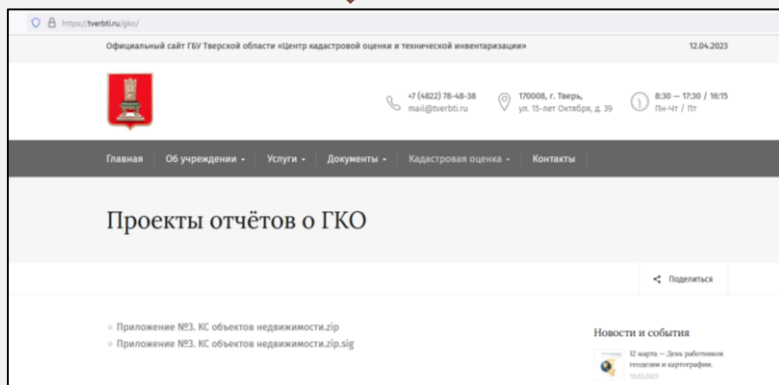 https://tverbti.ru/gko/
Официальный сайт ГБУ Тверской области «Центр кадастровой оценки и технической инвентаризации» 12.04.2023
+7 (4822) 78-48-38
mail@tverbti.ru
170008, г. Тверь,
ул. 15-лет Октября, д. 39
8:30 — 17:30 / 16:15
Пн-Чт / Пт
Главная Об учреждении Услуги Документы Кадастровая оценка Контакты
Проекты отчётов о ГКО
Поделиться
Приложение №3. КС объектов недвижимости.zip
Приложение №3. КС объектов недвижимости.zip.sig
Новости и события
12 марта — День работников
геодезии и картографии.
10.03.2023